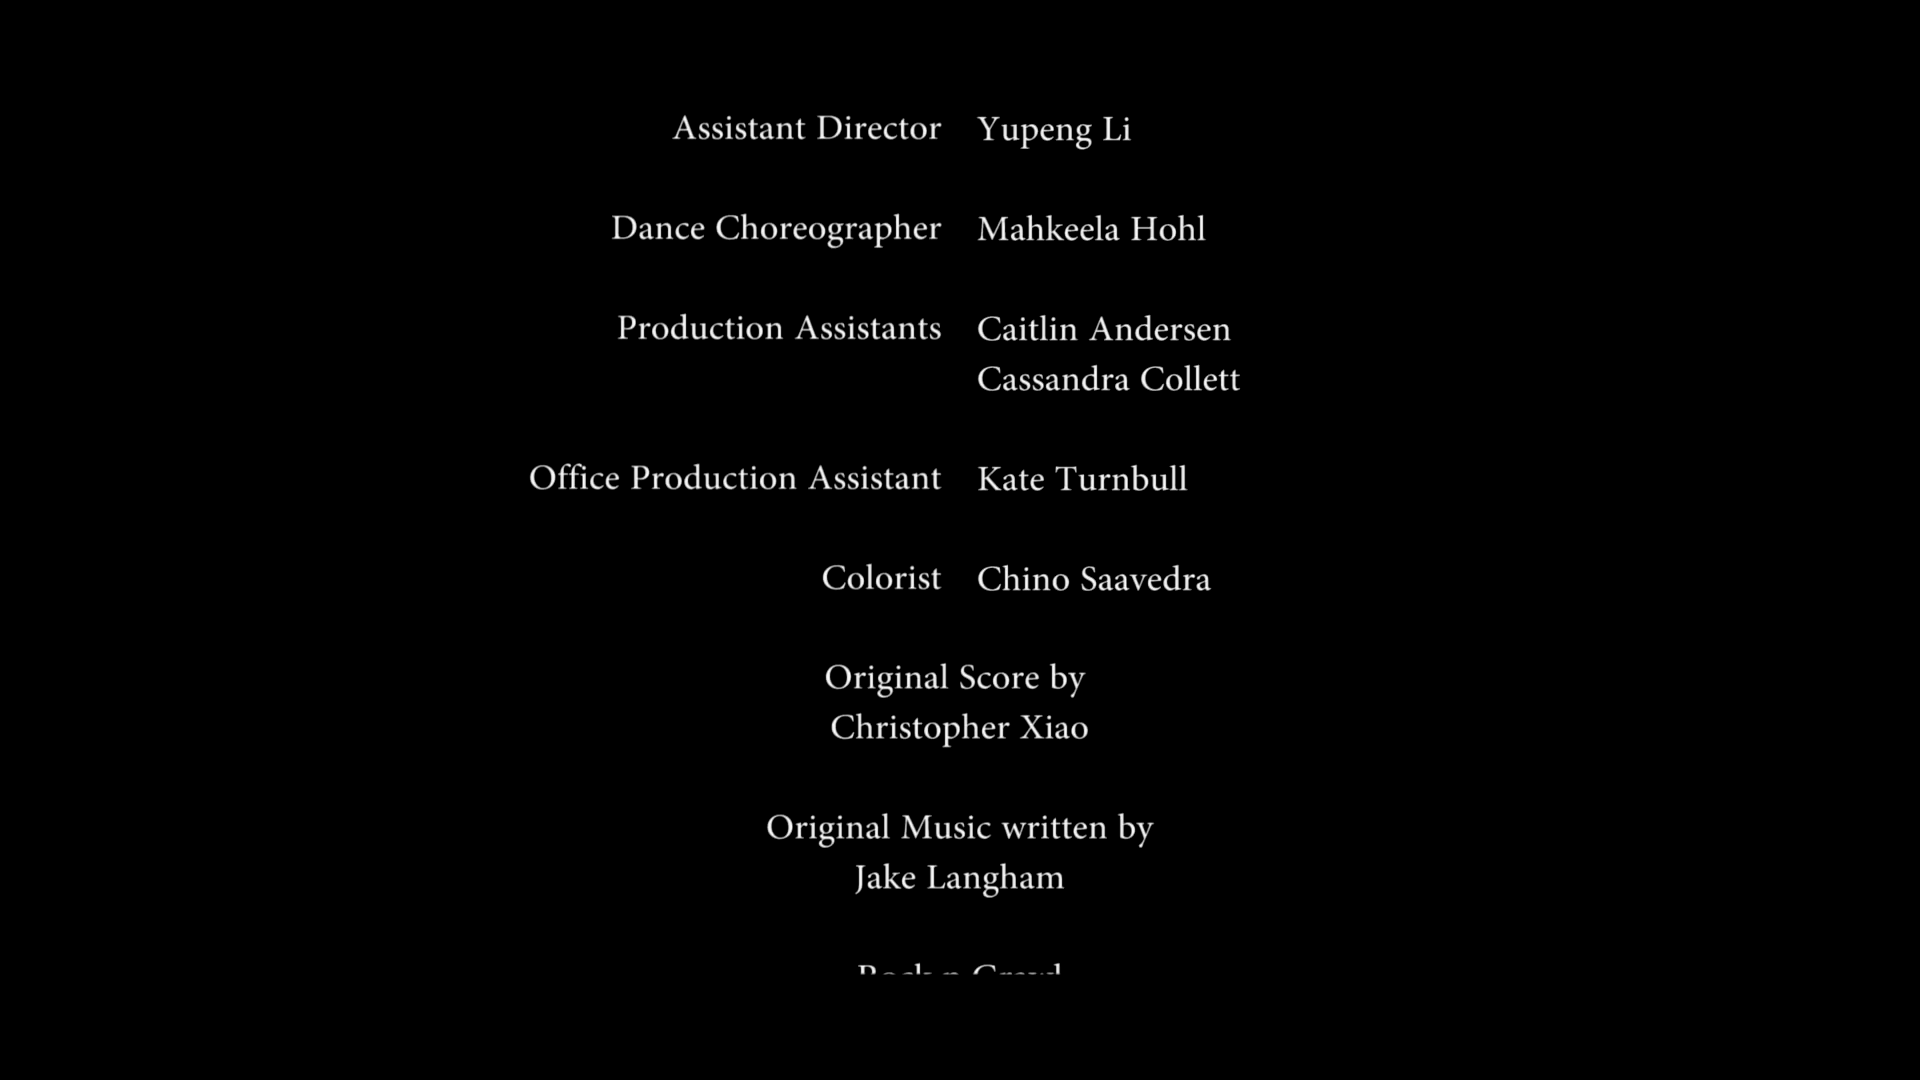 Assistant Director Yupeng Li
Dance Choreographer Mahkeela Hohl
Production Assistants Caitlin Andersen
Cassandra Collett
Office Production Assistant Kate Turnbull
Colorist Chino Saavedra
Original Score by
Christopher Xiao
Original Music written by
Jake Langham